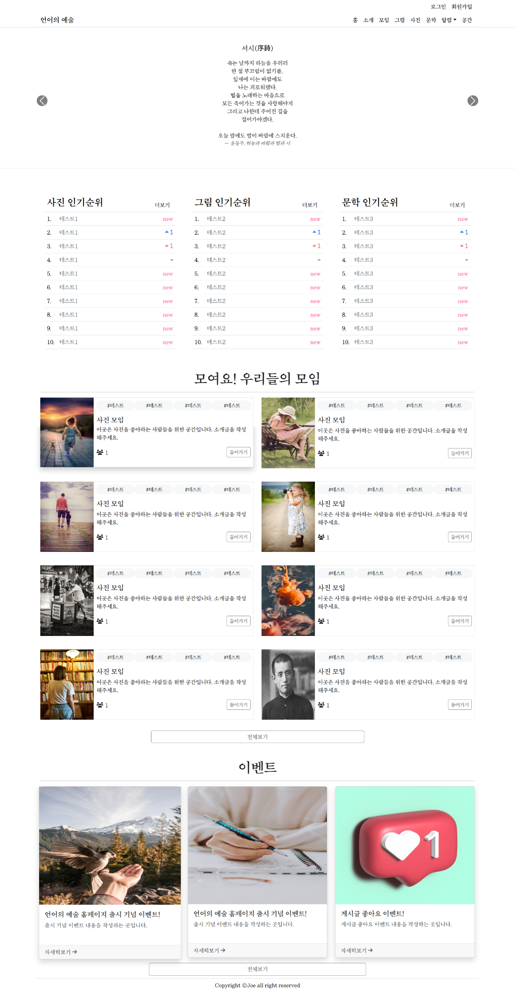 로그인 회원가입
언어의 예술 홈 소개 모임 그림 사진 문학 알림 공간
서시(序詩)
죽는 날까지 하늘을 우러러
한 점 부끄럼이 없기를,
잎새에 이는 바람에도
나는 괴로워했다.
별을 노래하는 마음으로
모든 죽어가는 것을 사랑해야지
그리고 나한테 주어진 길을
걸어가야겠다.
오늘 밤에도 별이 바람에 스치운다.
— 윤동주, 하늘과 바람과 별과 시
사진 인기순위 더보기
1. 테스트1 new
2. 테스트1 1
3. 테스트1 1
4. 테스트1 -
5. 테스트1 new
6. 테스트1 new
7. 테스트1 new
8. 테스트1 new
9. 테스트1 new
10. 테스트1 new
그림 인기순위 더보기
1. 테스트2 new
2. 테스트2 1
3. 테스트2 1
4. 테스트2 -
5. 테스트2 new
6. 테스트2 new
7. 테스트2 new
8. 테스트2 new
9. 테스트2 new
10. 테스트2 new
문학 인기순위 더보기
1. 테스트3 new
2. 테스트3 1
3. 테스트3 1
4. 테스트3 -
5. 테스트3 new
6. 테스트3 new
7. 테스트3 new
8. 테스트3 new
9. 테스트3 new
10. 테스트3 new
모여요! 우리들의 모임
#테스트 #테스트 #테스트 #테스트
사진 모임
이곳은 사진을 좋아하는 사람들을 위한 공간입니다. 소개글을 작성
해주세요.
1 들어가기
#테스트 #테스트 #테스트 #테스트
사진 모임
이곳은 사진을 좋아하는 사람들을 위한 공간입니다. 소개글을 작성
해주세요.
1 들어가기
#테스트 #테스트 #테스트 #테스트
사진 모임
이곳은 사진을 좋아하는 사람들을 위한 공간입니다. 소개글을 작성
해주세요.
1 들어가기
#테스트 #테스트 #테스트 #테스트
사진 모임
이곳은 사진을 좋아하는 사람들을 위한 공간입니다. 소개글을 작성
해주세요.
1 들어가기
PICKLEDOG
Water
Bottle
Refill
Station
#테스트 #테스트 #테스트 #테스트
사진 모임
이곳은 사진을 좋아하는 사람들을 위한 공간입니다. 소개글을 작성
해주세요.
1 들어가기
#테스트 #테스트 #테스트 #테스트
사진 모임
이곳은 사진을 좋아하는 사람들을 위한 공간입니다. 소개글을 작성
해주세요.
1 들어가기
#테스트 #테스트 #테스트 #테스트
사진 모임
이곳은 사진을 좋아하는 사람들을 위한 공간입니다. 소개글을 작성
해주세요.
1 들어가기
#테스트 #테스트 #테스트 #테스트
사진 모임
이곳은 사진을 좋아하는 사람들을 위한 공간입니다. 소개글을 작성
해주세요.
1 들어가기
전체보기
이벤트
언어의 예술 홈페이지 출시 기념 이벤트!
출시 기념 이벤트 내용을 작성하는 곳입니다.
자세히보기 →
언어의 예술 홈페이지 출시 기념 이벤트!
출시 기념 이벤트 내용을 작성하는 곳입니다.
자세히보기 →
1
게시글 좋아요 이벤트!
게시글 좋아요 이벤트 내용을 작성하는 곳입니다.
자세히보기 →
전체보기
Copyright ©Joe all right reserved